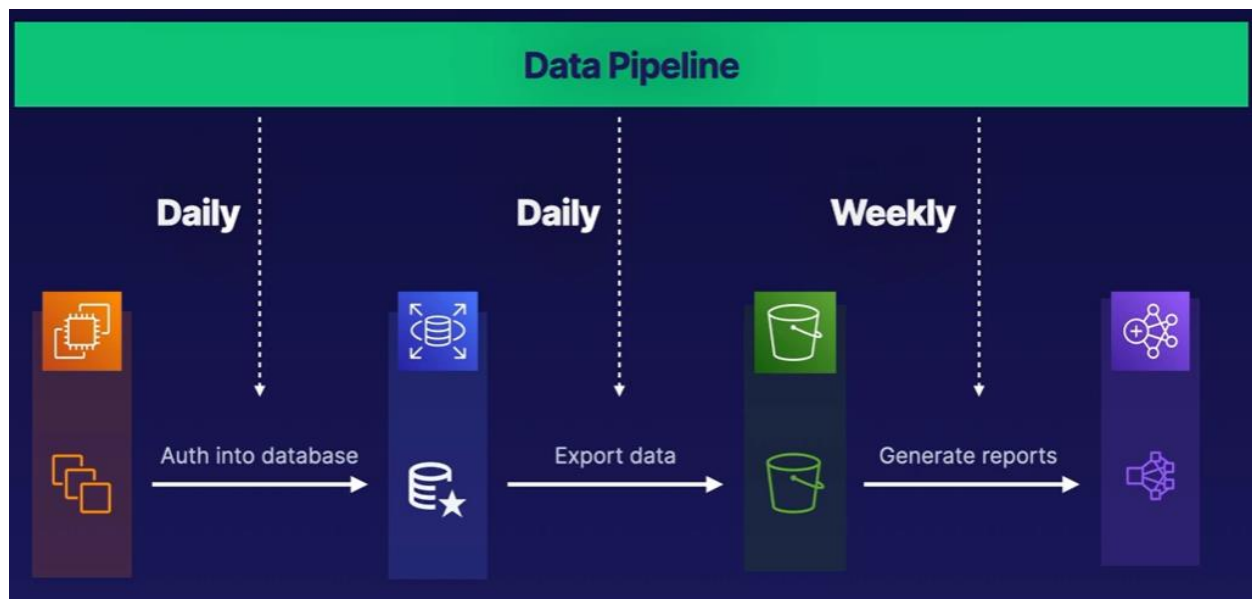 Data Pipeline
Daily
Daily
Weekly
Auth into database
Export data
Generate reports